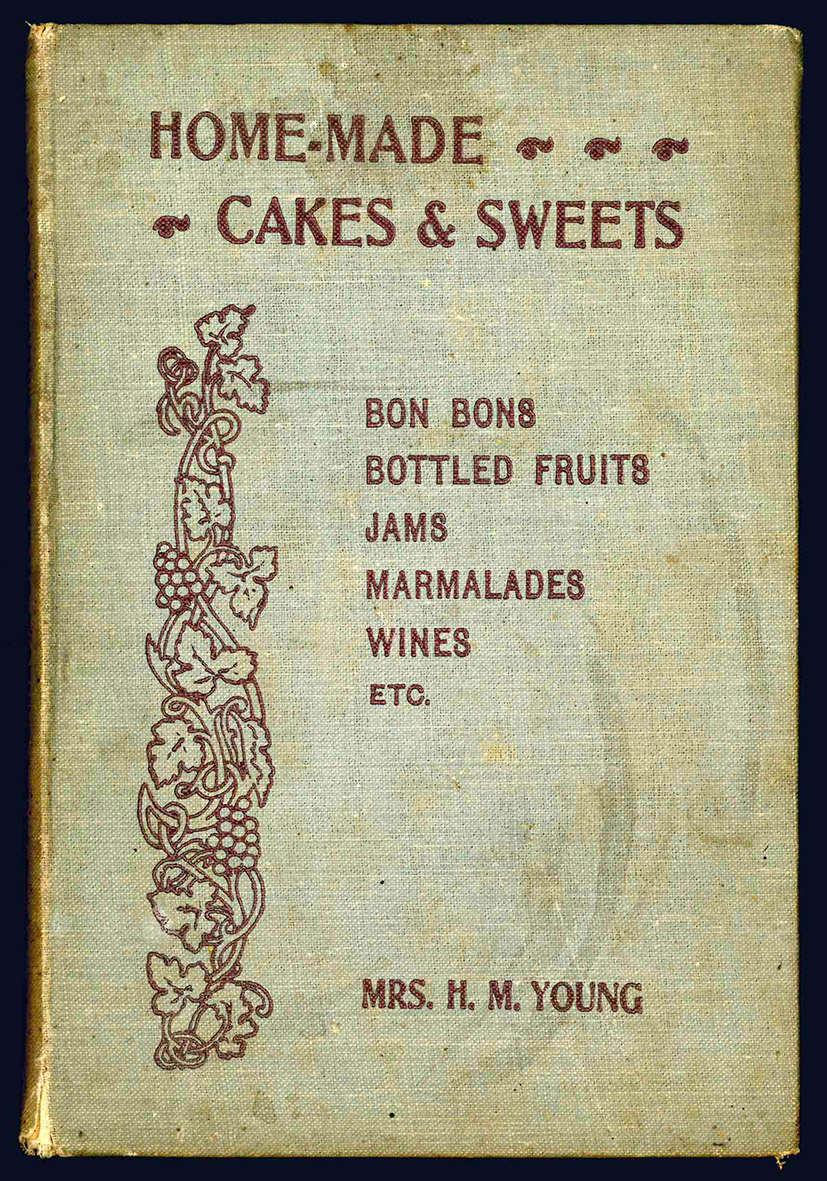 HOME-MADE
CAKES & SWEETS
BON BONS
BOTTLED FRUITS
JAMS
MARMALADES
WINES
ETC.
MRS. H. M. YOUNG